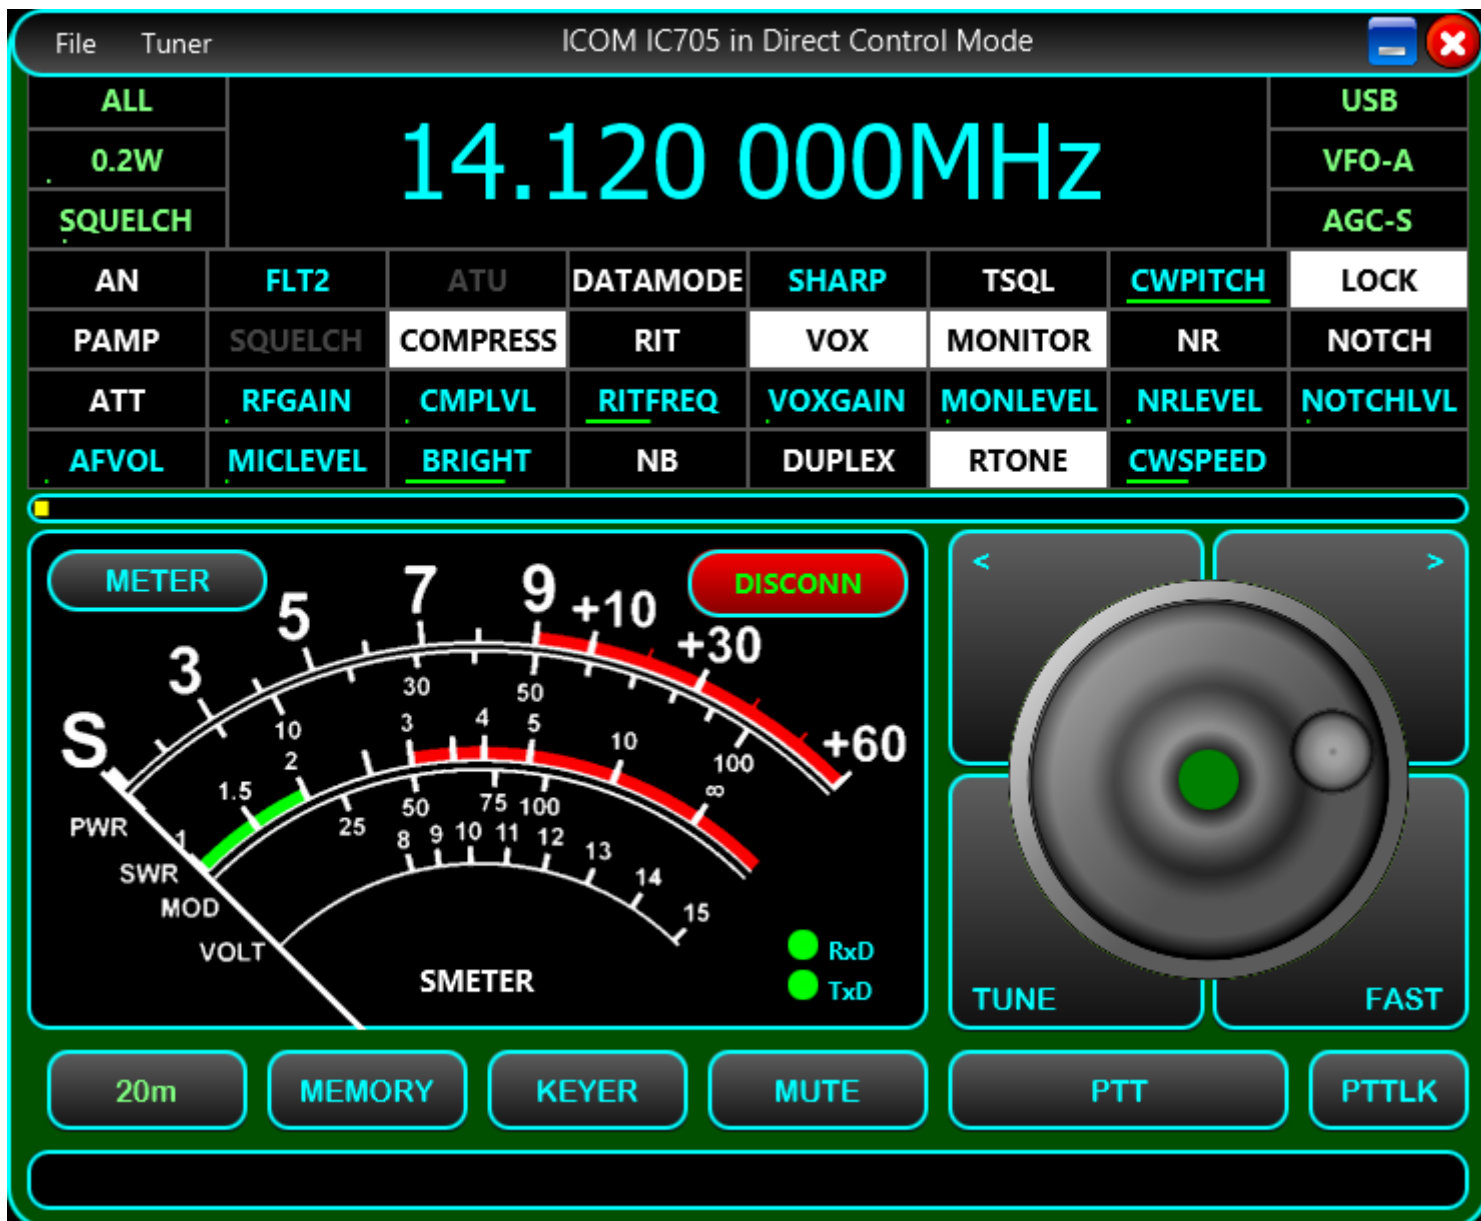 File Tuner ICOM IC705 in Direct Control Mode
ALL
0.2W
SQUELCH
14.120 000MHz
USB
VFO-A
AGC-S
AN FLT2 ATU DATAMODE SHARP TSQL CWPITCH LOCK
PAMP SQUELCH COMPRESS RIT VOX MONITOR NR NOTCH
ATT RFGAIN CMPLVL RITFREQ VOXGAIN MONLEVEL NRLEVEL NOTCHLVL
AFVOL MICLEVEL BRIGHT NB DUPLEX RTONE CWSPEED
METER
DISCONN
S 3 5 7 9 +10 +30 +60
10 30 50 100
PWR
1 1.5 2 3 4 5 10 ∞
SWR
25 50 75 100
MOD
8 9 10 11 12 13 14 15
VOLT
SMETER
RxD
TxD
< >
TUNE FAST
20m MEMORY KEYER MUTE PTT PTTLK